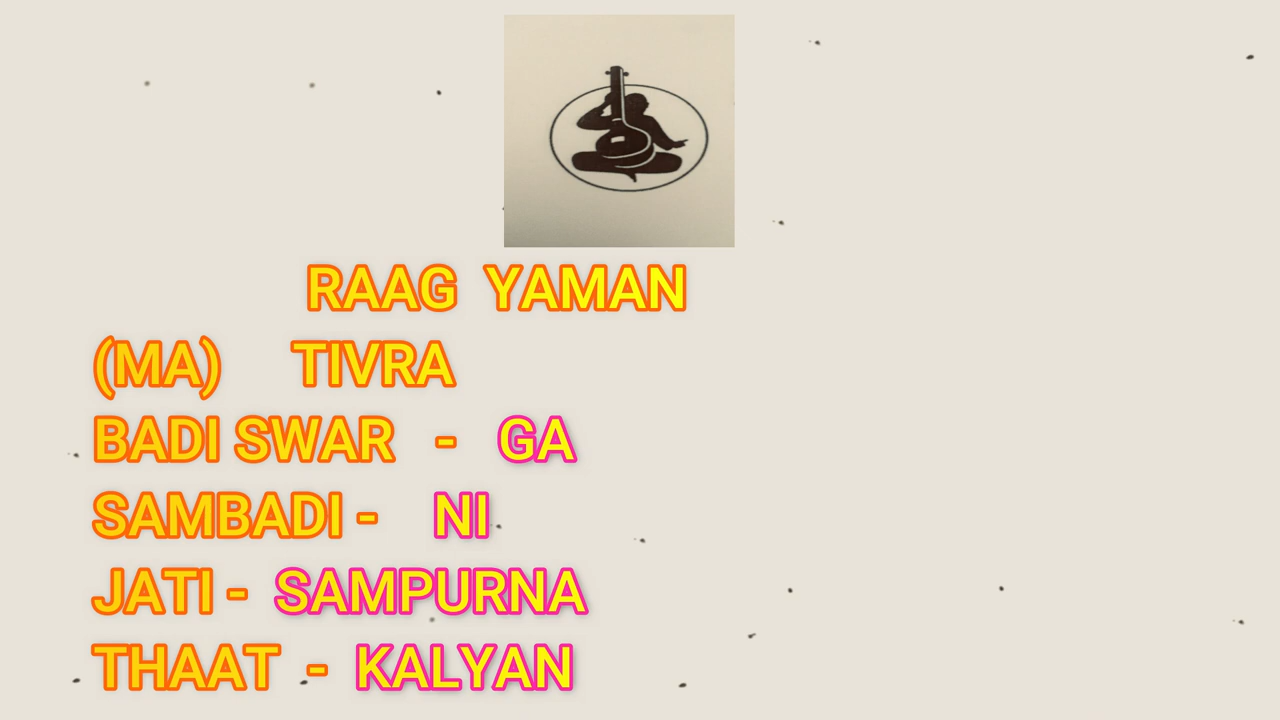 RAAG YAMAN
(MA) TIVRA
BADI SWAR - GA
SAMBADI - NI
JATI - SAMPURNA
THAAT - KALYAN